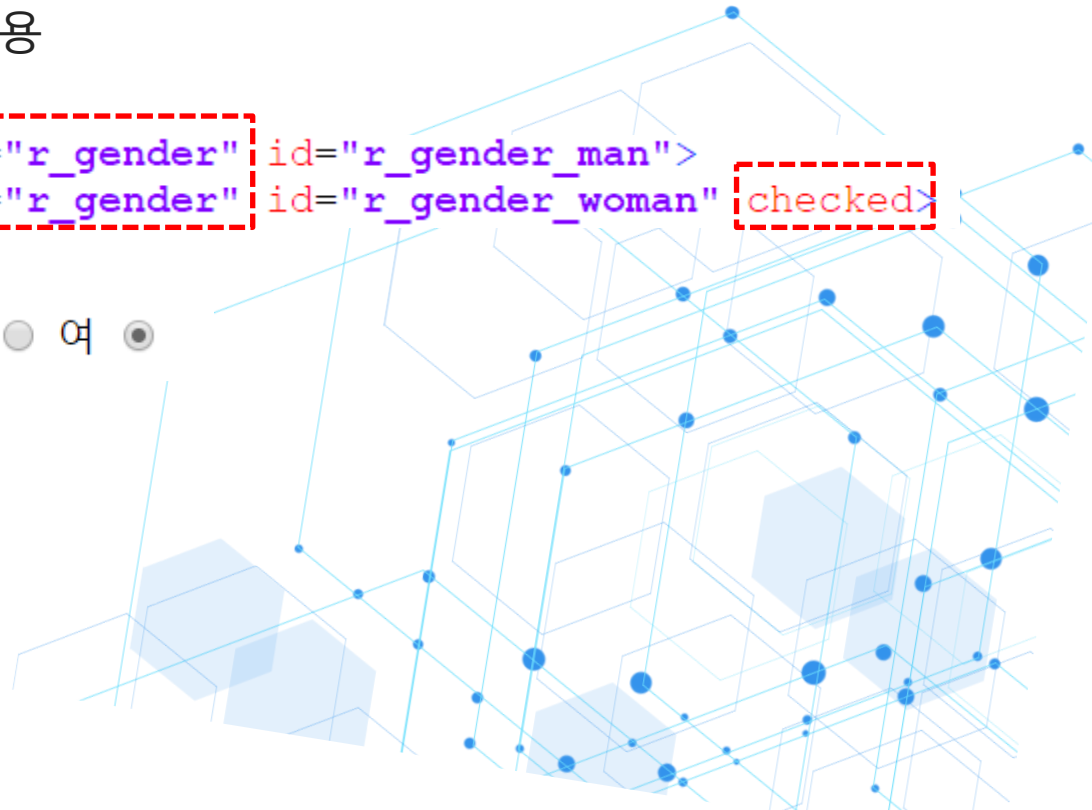 용
="r_gender" id="r_gender_man">
="r_gender" id="r_gender_woman" checked>
여